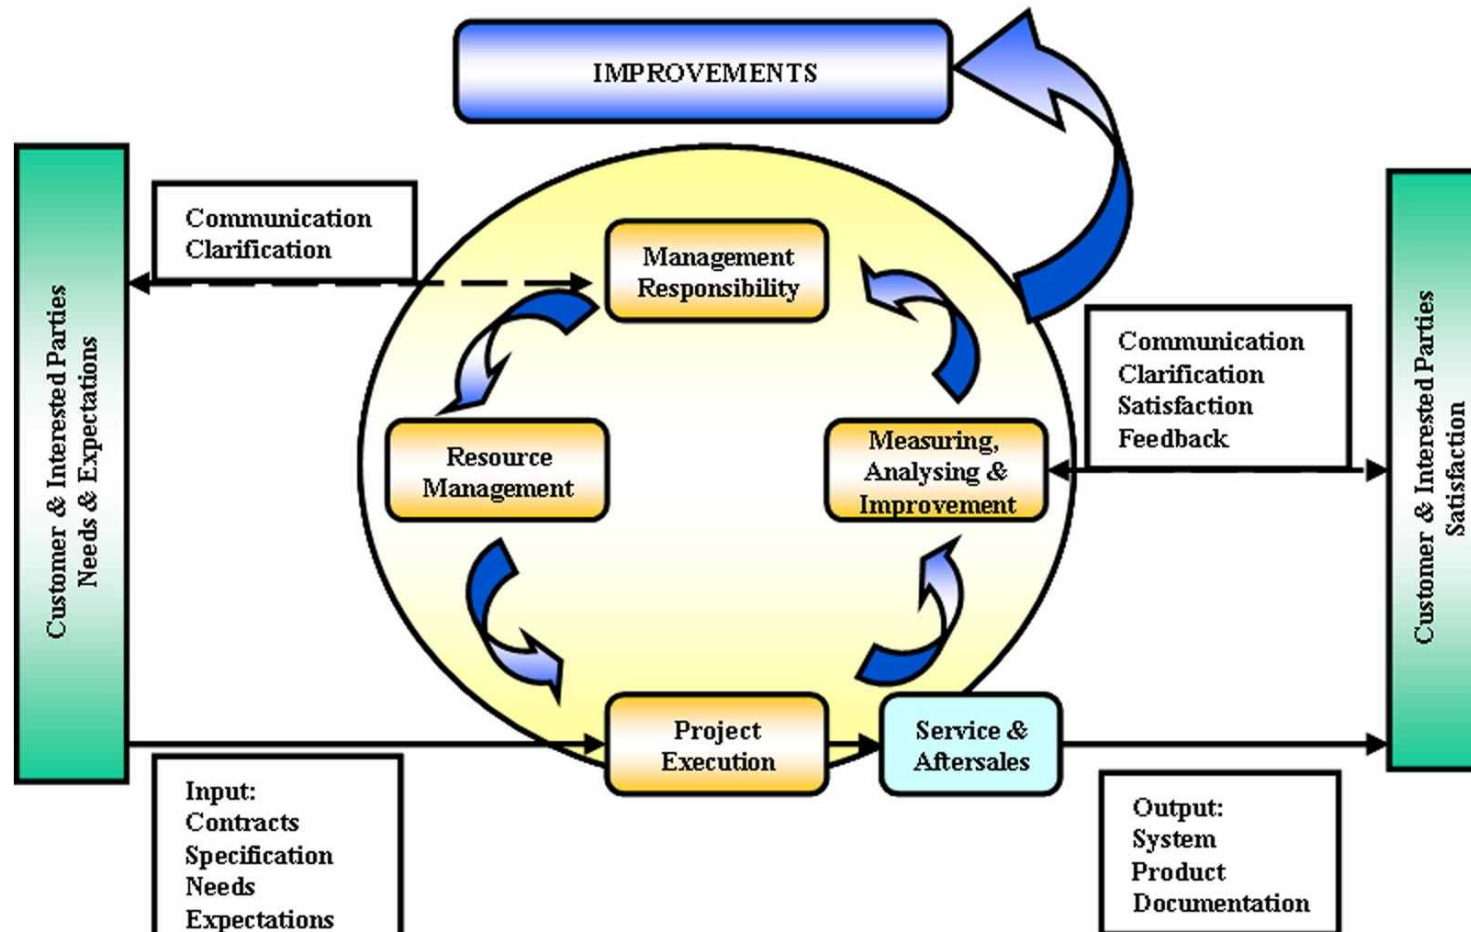 IMPROVEMENTS
Customer & Interested Parties
Needs & Expectations
Communication
Clarification
Management
Responsibility
Resource
Management
Measuring,
Analysing &
Improvement
Communication
Clarification
Satisfaction
Feedback
Customer & Interested Parties
Satisfaction
Project
Execution
Service &
Aftersales
Input:
Contracts
Specification
Needs
Expectations
Output:
System
Product
Documentation